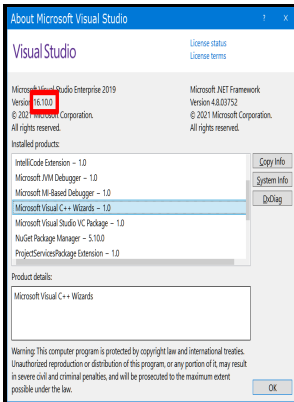 About Microsoft Visual Studio ? X
Visual Studio
License status
License terms
Microsoft Visual Studio Enterprise 2019
Version 16.10.0
© 2021 Microsoft Corporation.
All rights reserved.
Microsoft .NET Framework
Version 4.8.03752
© 2021 Microsoft Corporation.
All rights reserved.
Installed products:
IntelliCode Extension – 1.0
Microsoft JVM Debugger – 1.0
Microsoft MI-Based Debugger – 1.0
Microsoft Visual C++ Wizards – 1.0
Microsoft Visual Studio VC Package – 1.0
NuGet Package Manager – 5.10.0
ProjectServicesPackage Extension – 1.0
Copy Info
System Info
DxDiag
Product details:
Microsoft Visual C++ Wizards
Warning: This computer program is protected by copyright law and international treaties.
Unauthorized reproduction or distribution of this program, or any portion of it, may result
in severe civil and criminal penalties, and will be prosecuted to the maximum extent
possible under the law.
OK